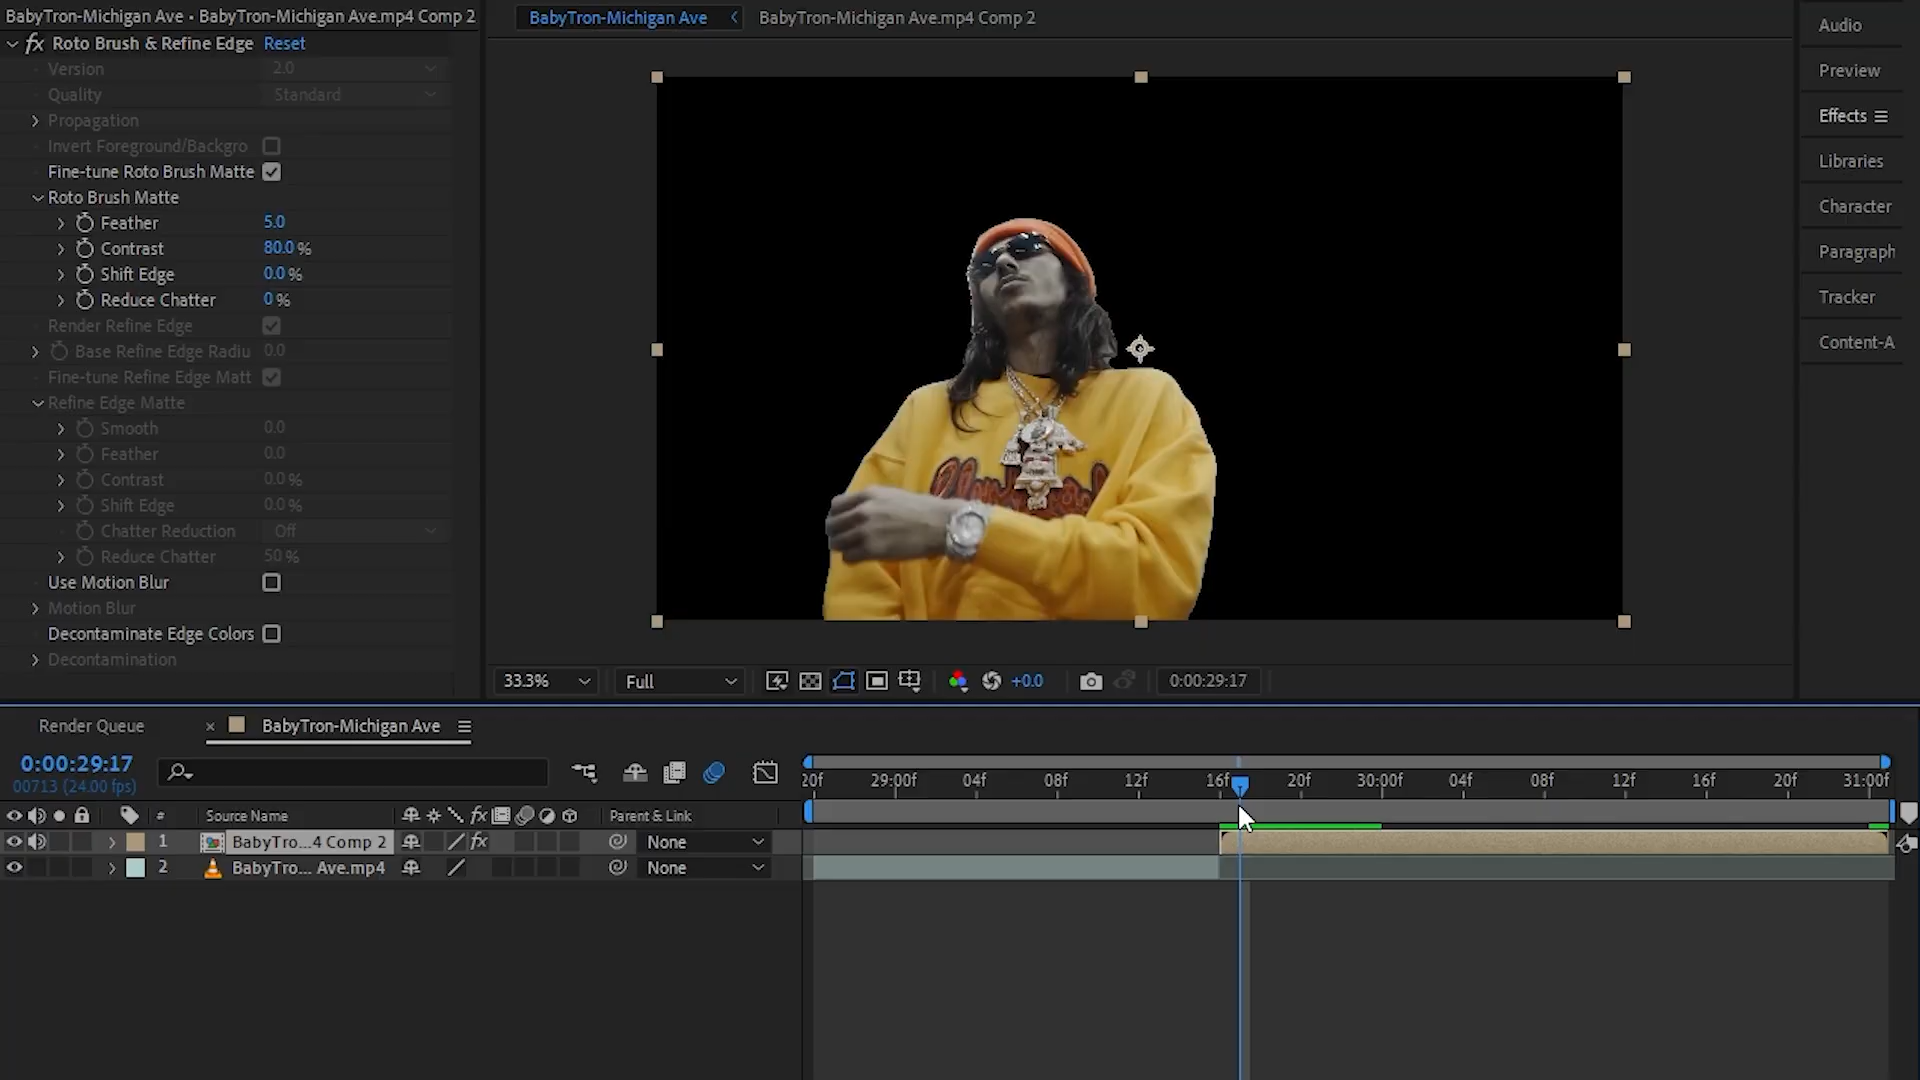 BabyTron-Michigan Ave • BabyTron-Michigan Ave.mp4 Comp 2
fx Roto Brush & Refine Edge Reset
Version 2.0
Quality Standard
Propagation
Invert Foreground/Backgro
Fine-tune Roto Brush Matte
Roto Brush Matte
Feather 5.0
Contrast 80.0 %
Shift Edge 0.0 %
Reduce Chatter 0 %
Render Refine Edge
Base Refine Edge Radiu 0.0
Fine-tune Refine Edge Matt
Refine Edge Matte
Smooth 0.0
Feather 0.0
Contrast 0.0 %
Shift Edge 0.0 %
Chatter Reduction Off
Reduce Chatter 50 %
Use Motion Blur
Motion Blur
Decontaminate Edge Colors
Decontamination
BabyTron-Michigan Ave BabyTron-Michigan Ave.mp4 Comp 2
33.3% Full +0.0 0:00:29:17
Audio
Preview
Effects
Libraries
Character
Paragraph
Tracker
Content-A
Render Queue × BabyTron-Michigan Ave
0:00:29:17
00713 (24.00 fps)
20f 29:00f 04f 08f 12f 16f 20f 30:00f 04f 08f 12f 16f 20f 31:00f
# Source Name fx Parent & Link
1 BabyTro...4 Comp 2 fx None
2 BabyTro... Ave.mp4 None